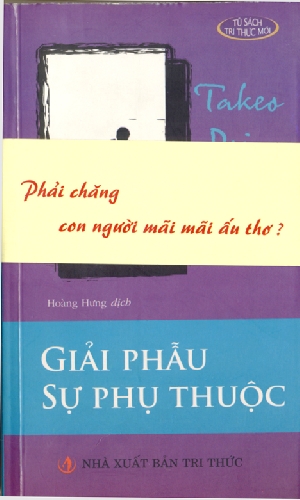 TỦ SÁCH
TRI THỨC MỚI
Takeo
Phải chăng
con người mãi mãi ấu thơ ?
Hoàng Hưng dịch
GIẢI PHẪU
SỰ PHỤ THUỘC
NHÀ XUẤT BẢN TRI THỨC